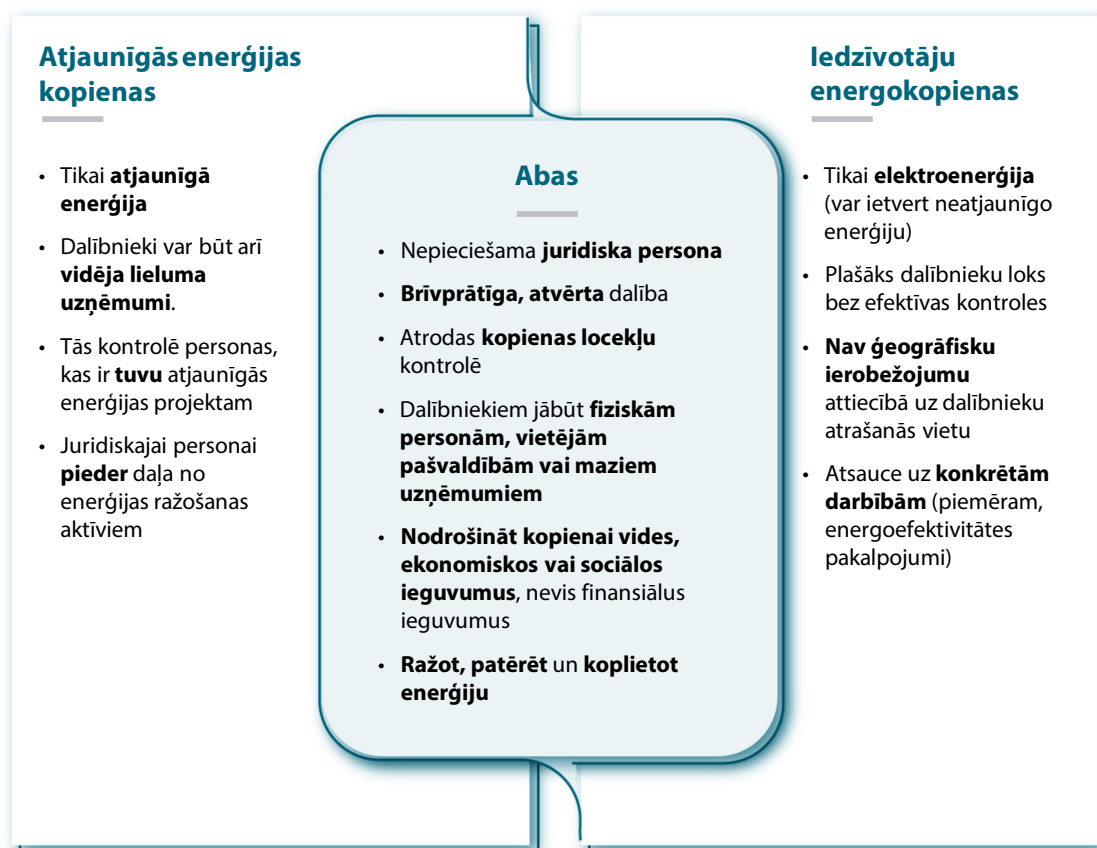 Atjaunīgās enerģijas
kopienas
• Tikai atjaunīgā
enerģija
• Dalībnieki var būt arī
vidēja lieluma
uzņēmumi.
• Tās kontrolē personas,
kas ir tuvu atjaunīgās
enerģijas projektam
• Juridiskajai personai
pieder daļa no
enerģijas ražošanas
aktīviem
Abas
• Nepieciešama juridiska persona
• Brīvprātīga, atvērta dalība
• Atrodas kopienas locekļu
kontrolē
• Dalībniekiem jābūt fiziskām
personām, vietējām
pašvaldībām vai maziem
uzņēmumiem
• Nodrošināt kopienai vides,
ekonomiskos vai sociālos
ieguvumus, nevis finansiālus
ieguvumus
• Ražot, patērēt un koplietot
enerģiju
Iedzīvotāju
energokopienas
• Tikai elektroenerģija
(var ietvert neatjaunīgo
enerģiju)
• Plašāks dalībnieku loks
bez efektīvas kontroles
• Nav ģeogrāfisku
ierobežojumu
attiecībā uz dalībnieku
atrašanās vietu
• Atsauce uz konkrētām
darbībām (piemēram,
energoefektivitātes
pakalpojumi)